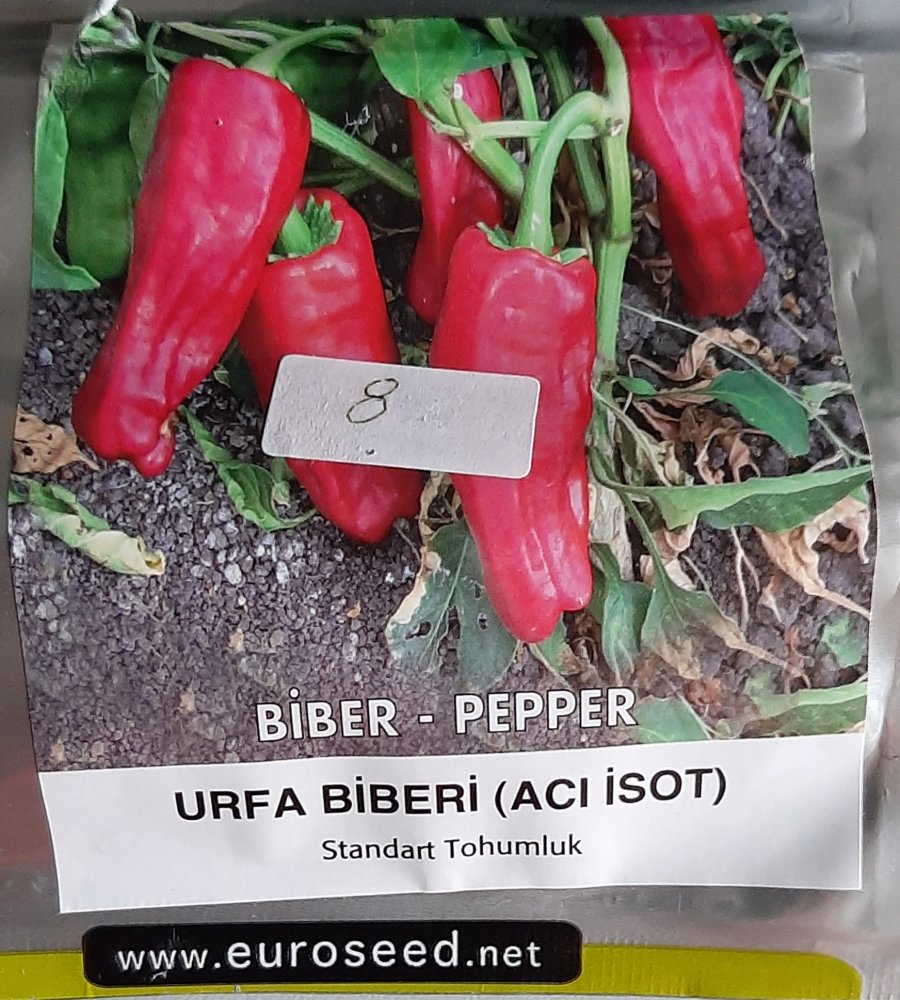 8
BİBER - PEPPER
URFA BİBERİ (ACI İSOT)
Standart Tohumluk
www.euroseed.net